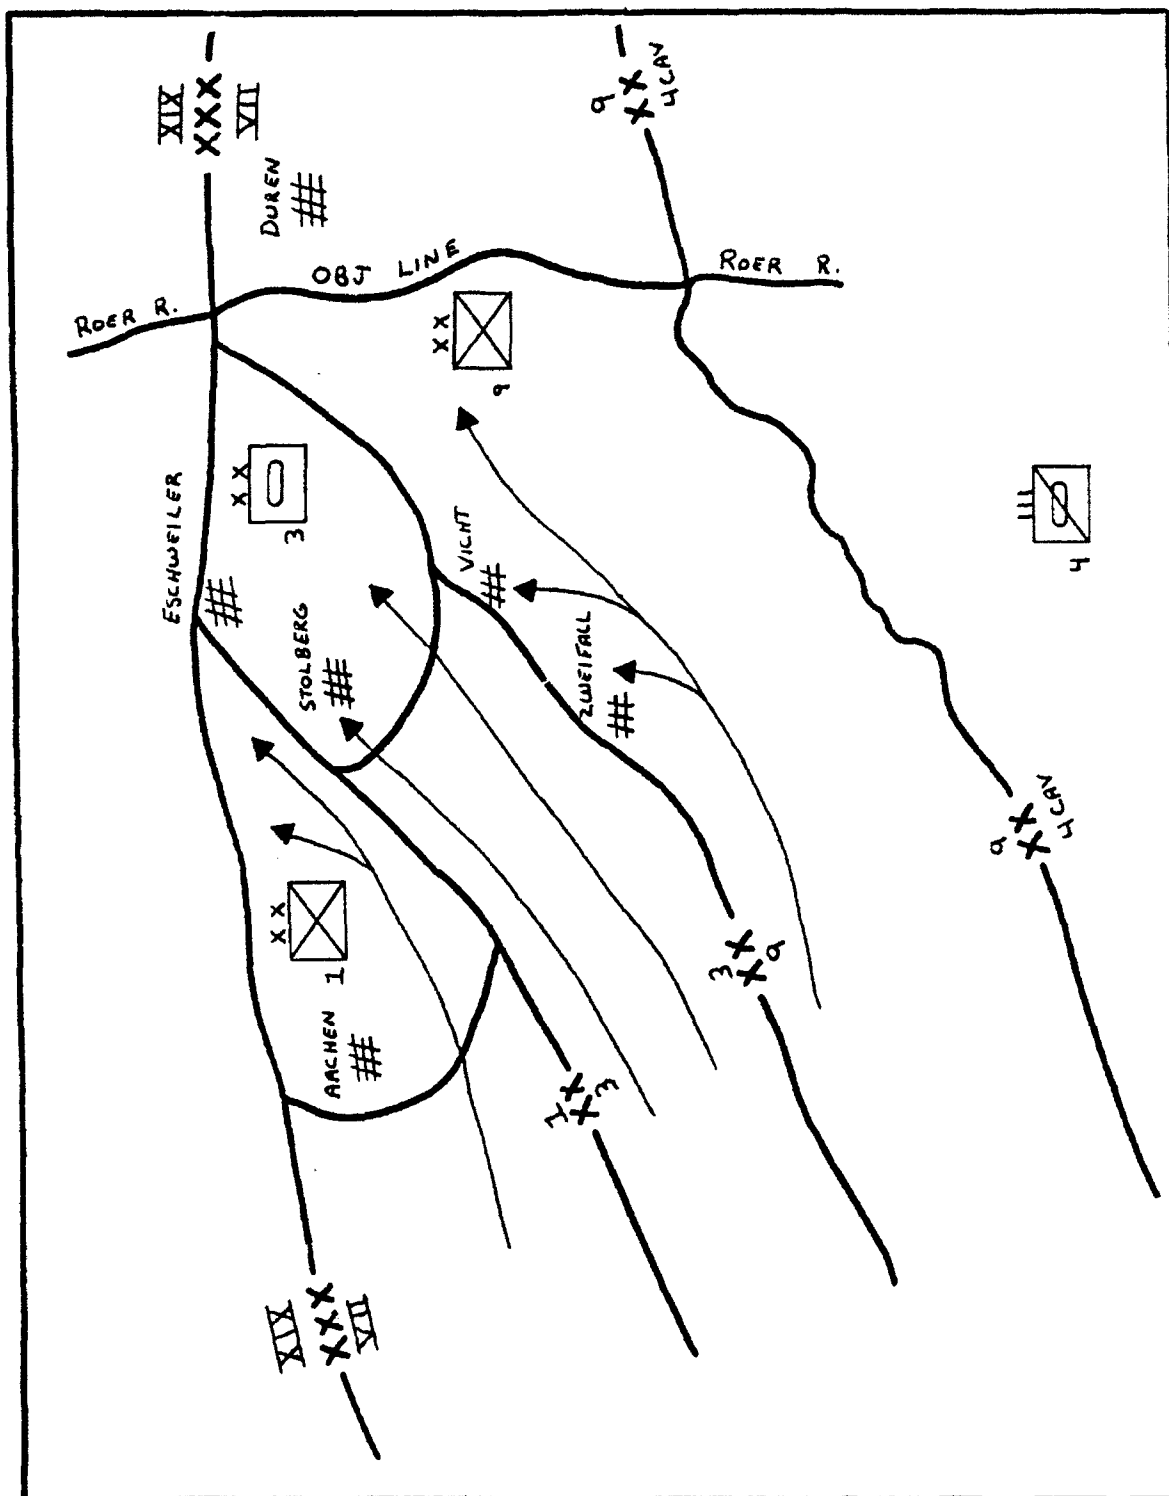 XIX
XXX
VII
9
XX
4 CAV
DUREN
ROER R.
OBJ LINE
ROER R.
XX
9
ESCHWEILER
XX
3
STOLBERG
VICHT
ZWEIFALL
III
4
XX
1
AACHEN
9
XX
4 CAV
3
XX
9
1
XX
3
XIX
XXX
VII